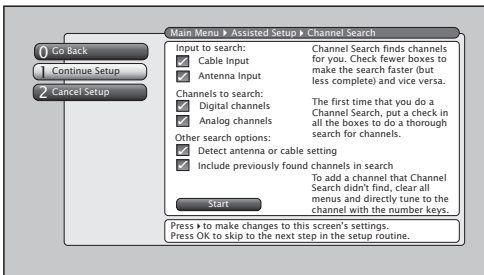 Main Menu ▸ Assisted Setup ▸ Channel Search
0 Go Back
1 Continue Setup
2 Cancel Setup
Input to search:
Cable Input
Antenna Input
Channels to search:
Digital channels
Analog channels
Other search options:
Detect antenna or cable setting
Include previously found channels in search
Start
Channel Search finds channels
for you. Check fewer boxes to
make the search faster (but
less complete) and vice versa.
The first time that you do a
Channel Search, put a check in
all the boxes to do a thorough
search for channels.
To add a channel that Channel
Search didn't find, clear all
menus and directly tune to the
channel with the number keys.
Press ▸ to make changes to this screen's settings.
Press OK to skip to the next step in the setup routine.